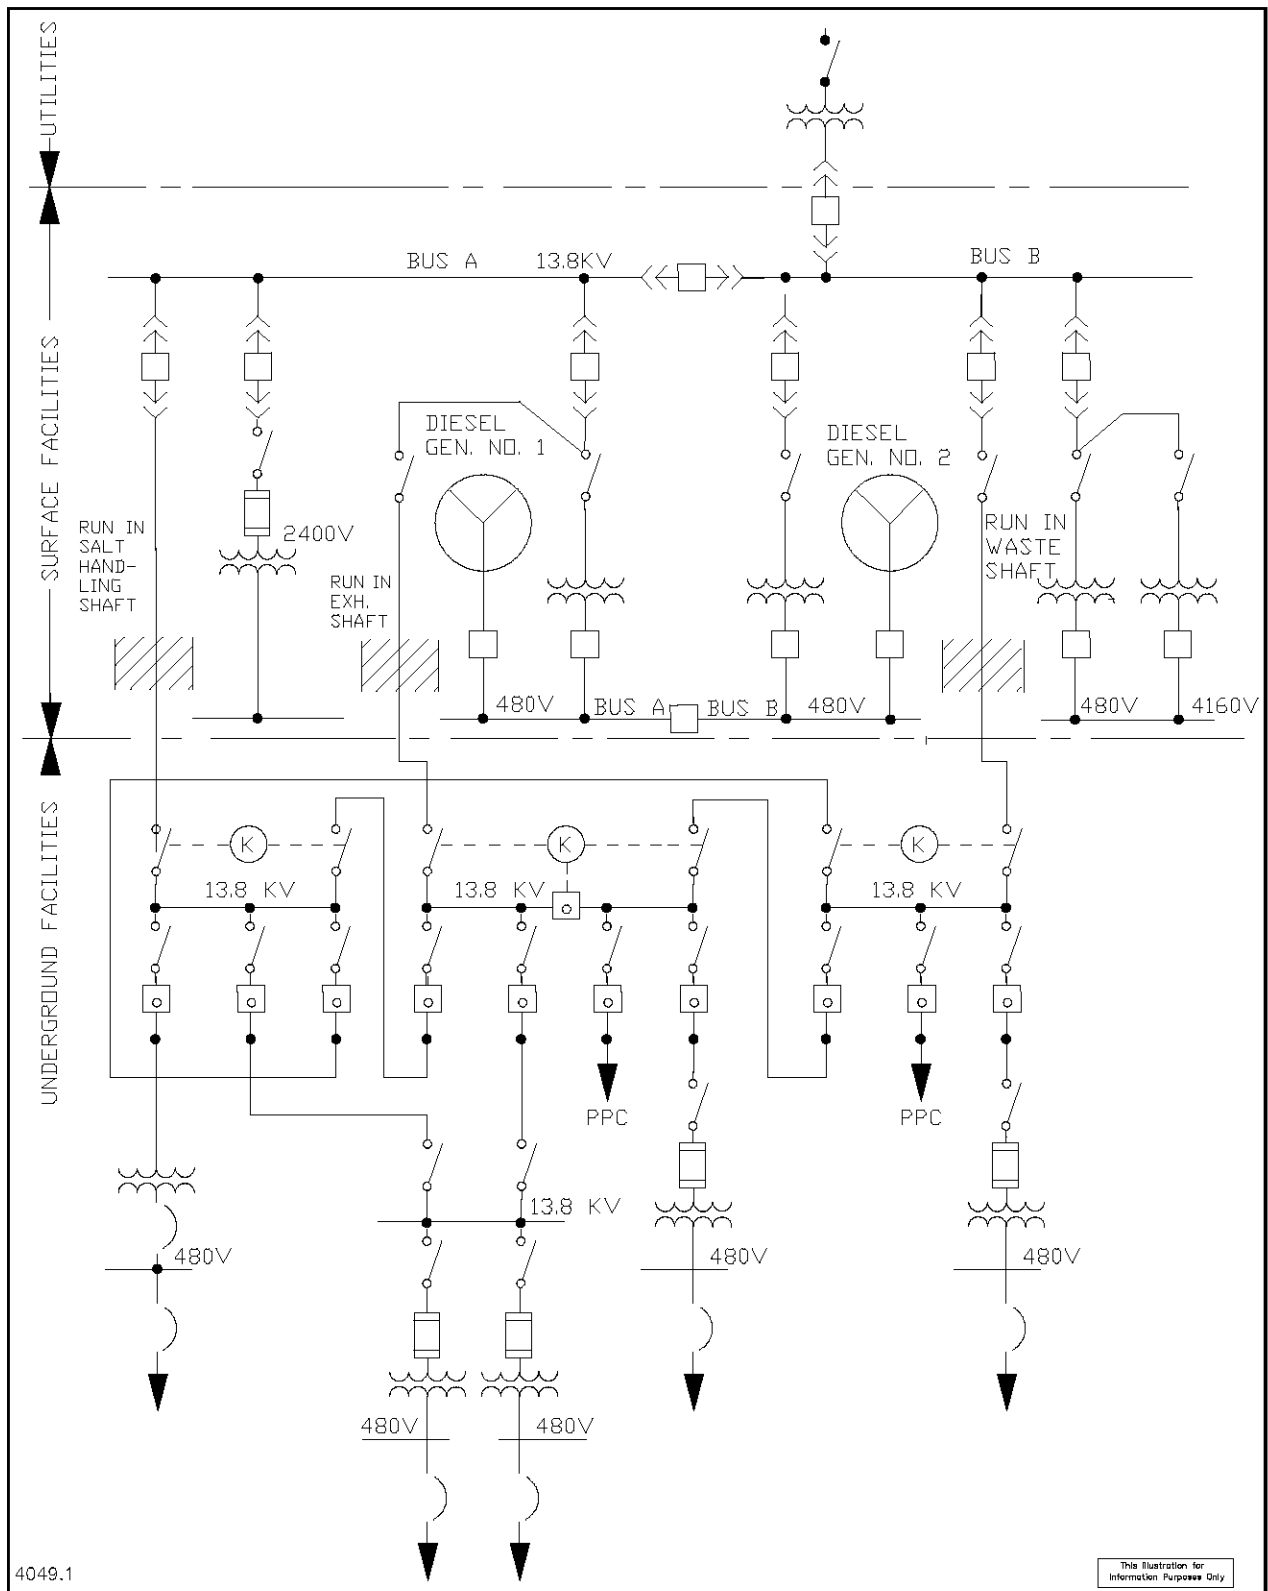 UTILITIES
BUS A
13.8KV
BUS B
SURFACE FACILITIES
DIESEL
GEN. NO. 1
DIESEL
GEN. NO. 2
RUN IN
SALT
HAND-
LING
SHAFT
2400V
RUN IN
EXH.
SHAFT
RUN IN
WASTE
SHAFT
480V
BUS A
BUS B
480V
480V
4160V
UNDERGROUND FACILITIES
K
K
K
13.8 KV
13.8 KV
13.8 KV
PPC
PPC
13.8 KV
480V
480V
480V
480V
480V
4049.1
This Illustration for
Information Purposes Only